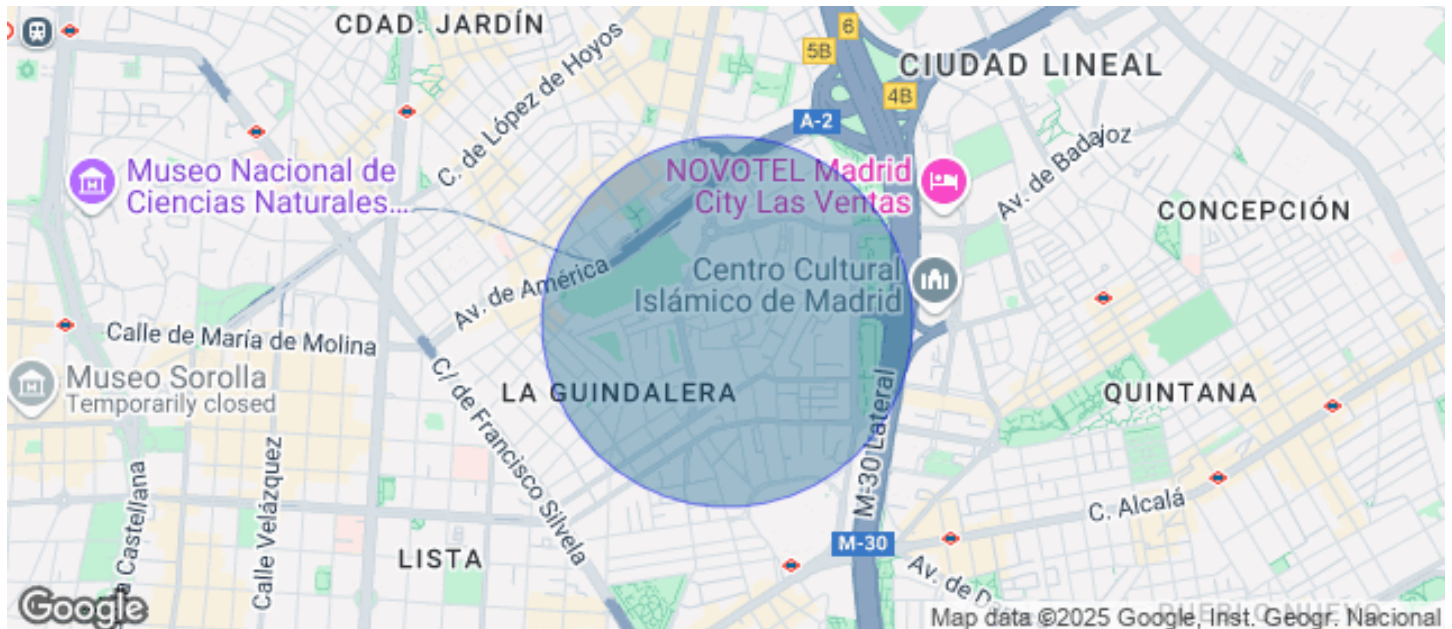 CDAD. JARDÍN
C. de López de Hoyos
6
5B
4B
CIUDAD LINEAL
A-2
Av. de Badajoz
Museo Nacional de
Ciencias Naturales...
NOVOTEL Madrid
City Las Ventas
CONCEPCIÓN
Av. de América
Centro Cultural
Islámico de Madrid
Calle de María de Molina
Museo Sorolla
Temporarily closed
LA GUINDALERA
QUINTANA
C/ de Francisco Silvela
M-30 Lateral
Calle Velázquez
Castellana
C. Alcalá
LISTA
M-30
Av. de
Google
Map data ©2025 Google, Inst. Geogr. Nacional